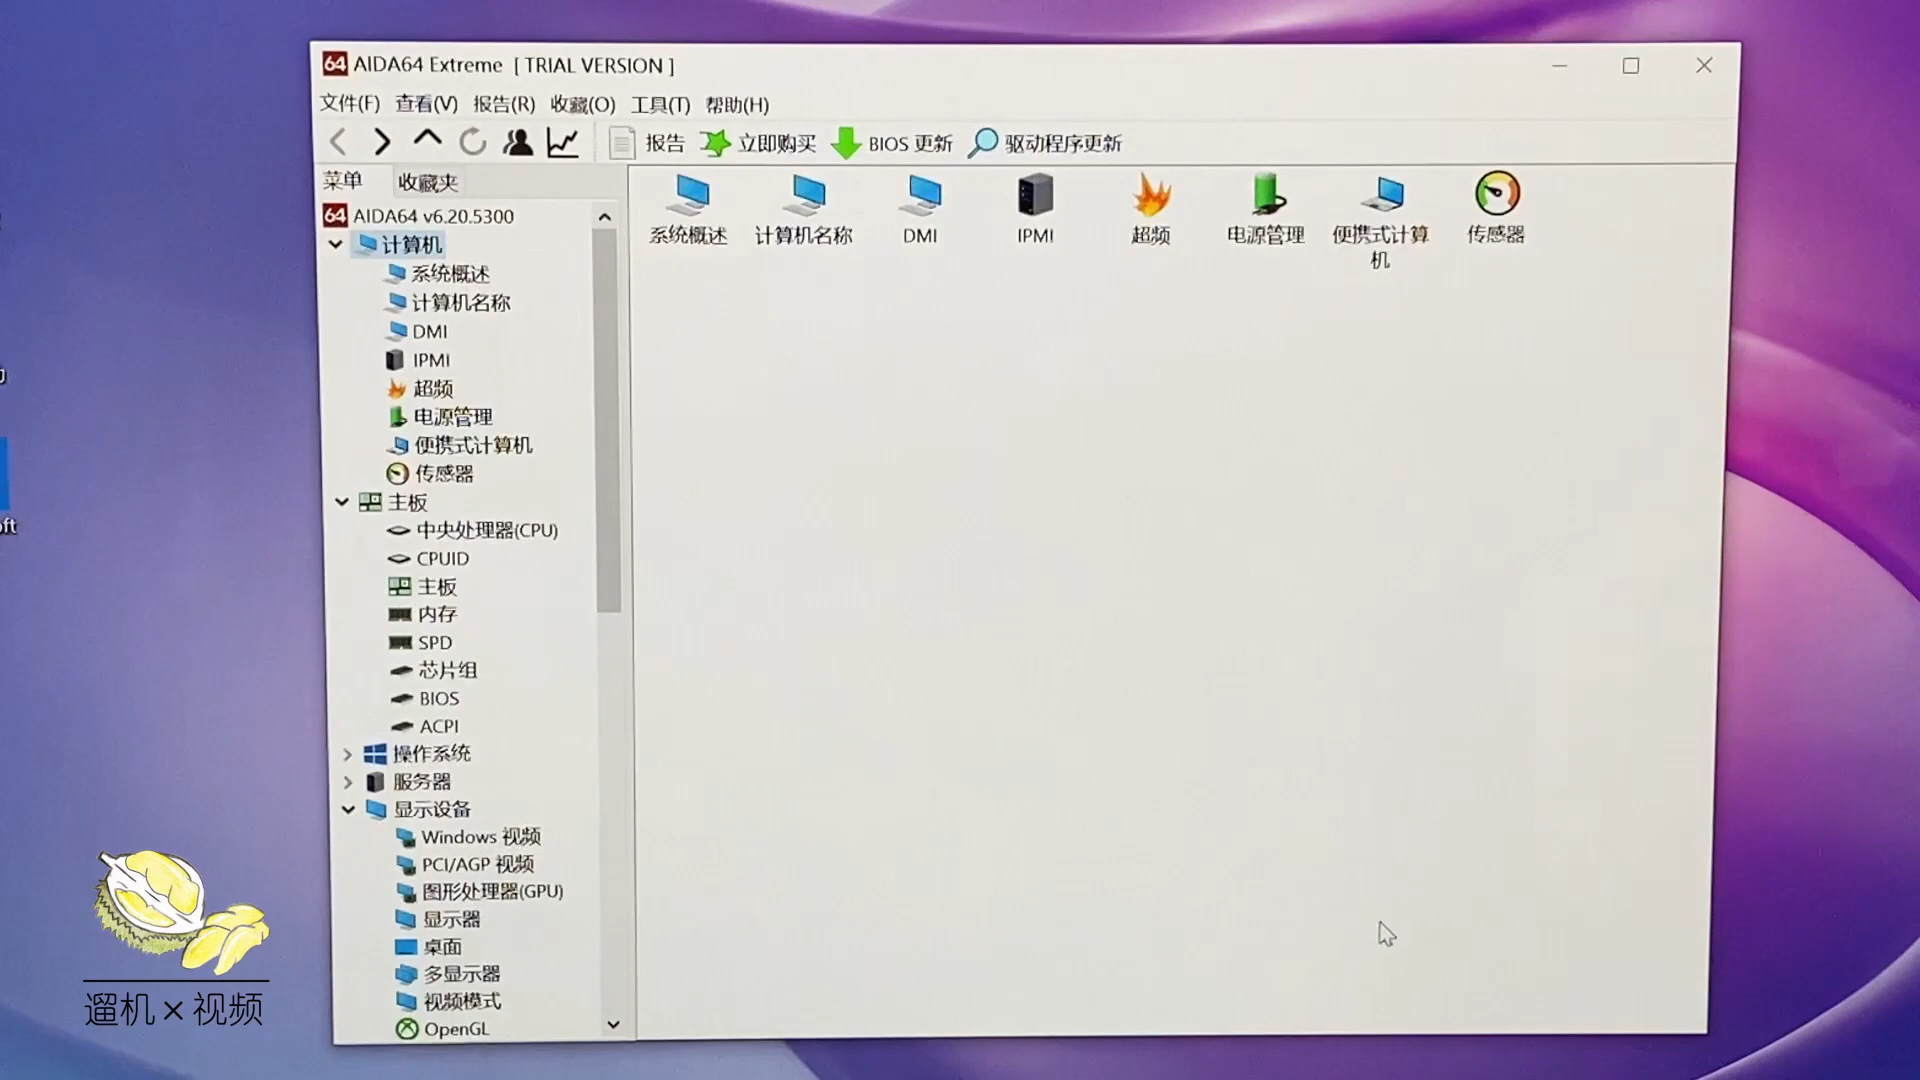 64 AIDA64 Extreme [ TRIAL VERSION ]
文件(F) 查看(V) 报告(R) 收藏(O) 工具(T) 帮助(H)
报告 立即购买 BIOS 更新 驱动程序更新
菜单 收藏夹
64 AIDA64 v6.20.5300
计算机
系统概述
计算机名称
DMI
IPMI
超频
电源管理
便携式计算机
传感器
主板
中央处理器(CPU)
CPUID
主板
内存
SPD
芯片组
BIOS
ACPI
操作系统
服务器
显示设备
Windows 视频
PCI/AGP 视频
图形处理器(GPU)
显示器
桌面
多显示器
视频模式
OpenGL
系统概述 计算机名称 DMI IPMI 超频 电源管理 便携式计算 传感器
机
oft
遛机×视频